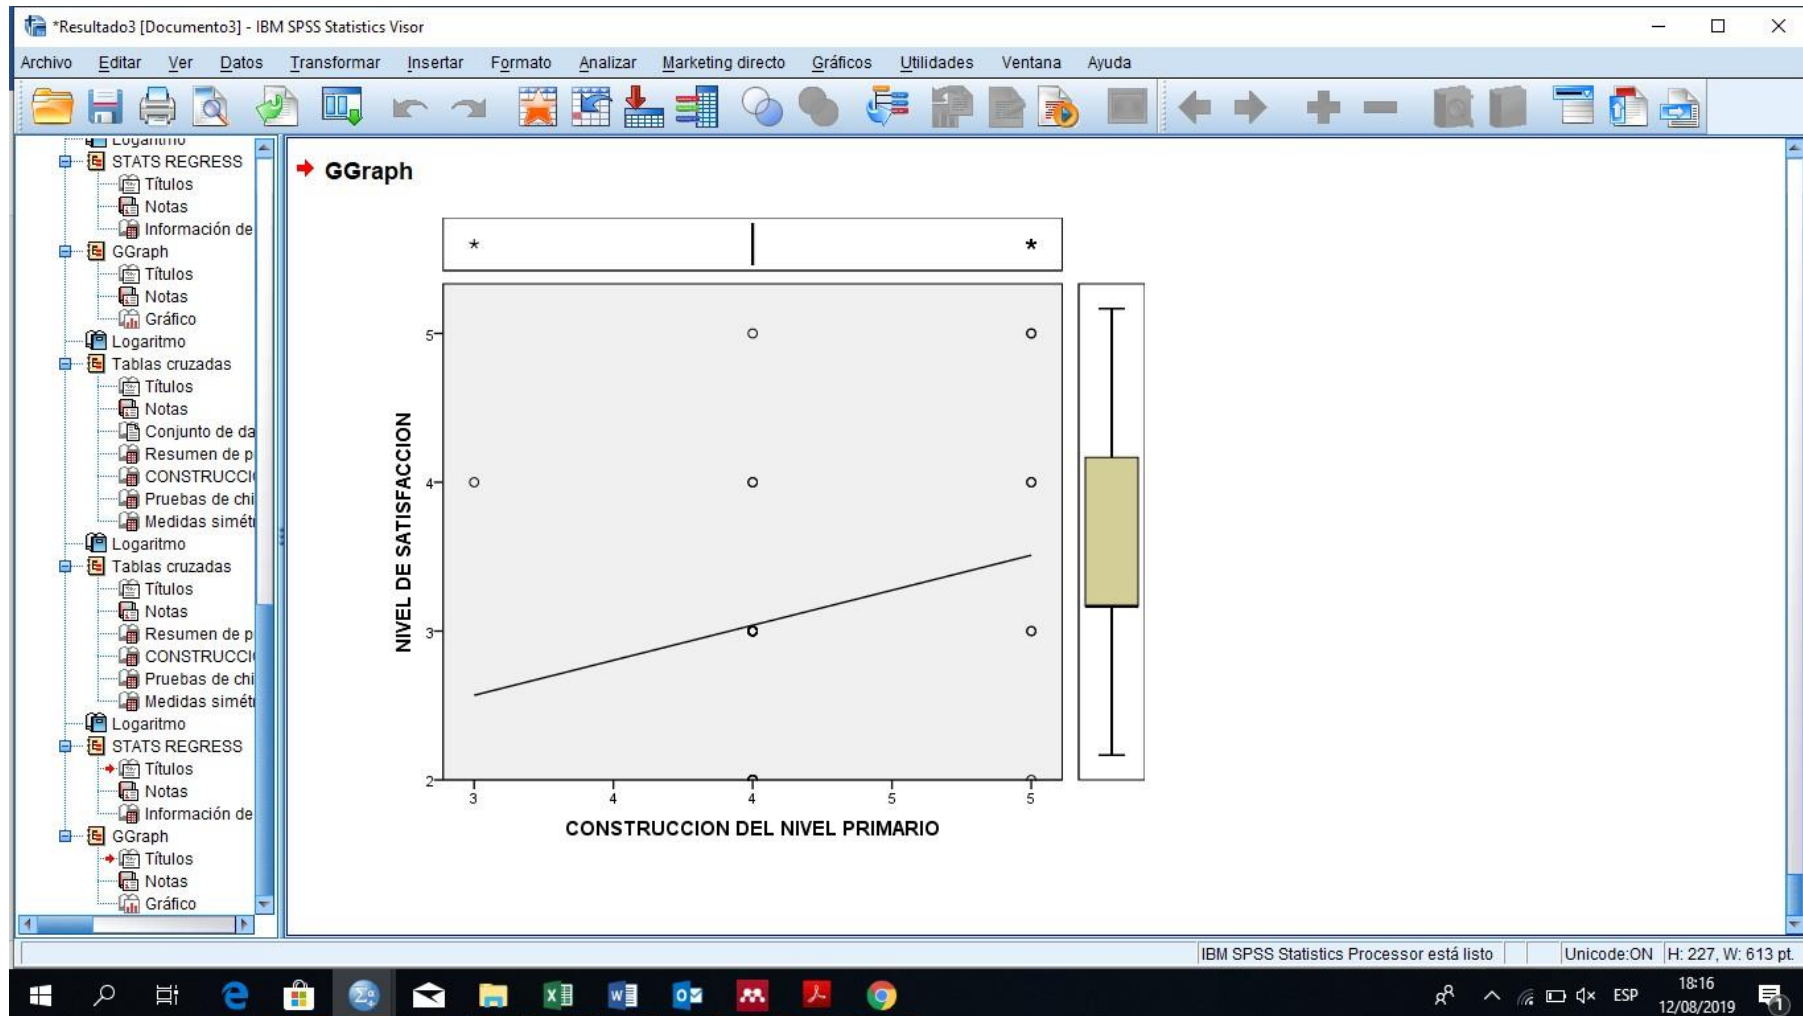 *Resultado3 [Documento3] - IBM SPSS Statistics Visor
Archivo Editar Ver Datos Transformar Insertar Formato Analizar Marketing directo Gráficos Utilidades Ventana Ayuda
Logaritmo
STATS REGRESS
Títulos
Notas
Información de
GGraph
Títulos
Notas
Gráfico
Logaritmo
Tablas cruzadas
Títulos
Notas
Conjunto de da
Resumen de p
CONSTRUCCI
Pruebas de chi
Medidas simét
Logaritmo
Tablas cruzadas
Títulos
Notas
Resumen de p
CONSTRUCCI
Pruebas de chi
Medidas simét
Logaritmo
STATS REGRESS
Títulos
Notas
Información de
GGraph
Títulos
Notas
Gráfico
GGraph
* *
NIVEL DE SATISFACCION
5
4
3
2
3 4 4 5 5
CONSTRUCCION DEL NIVEL PRIMARIO
IBM SPSS Statistics Processor está listo Unicode:ON H: 227, W: 613 pt.
ESP
18:16
12/08/2019
1